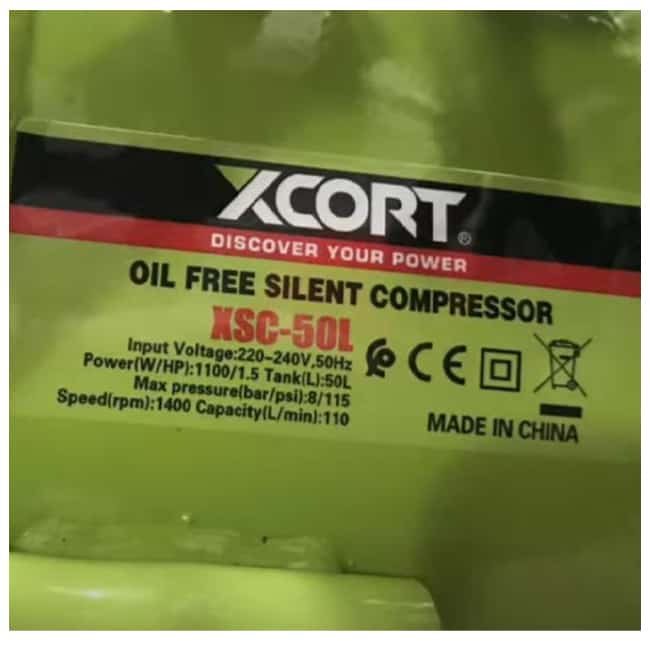 XCORT®
DISCOVER YOUR POWER
OIL FREE SILENT COMPRESSOR
XSC-50L
Input Voltage:220~240V,50Hz
Power(W/HP):1100/1.5 Tank(L):50L
Max pressure(bar/psi):8/115
Speed(rpm):1400 Capacity(L/min):110
CE
MADE IN CHINA